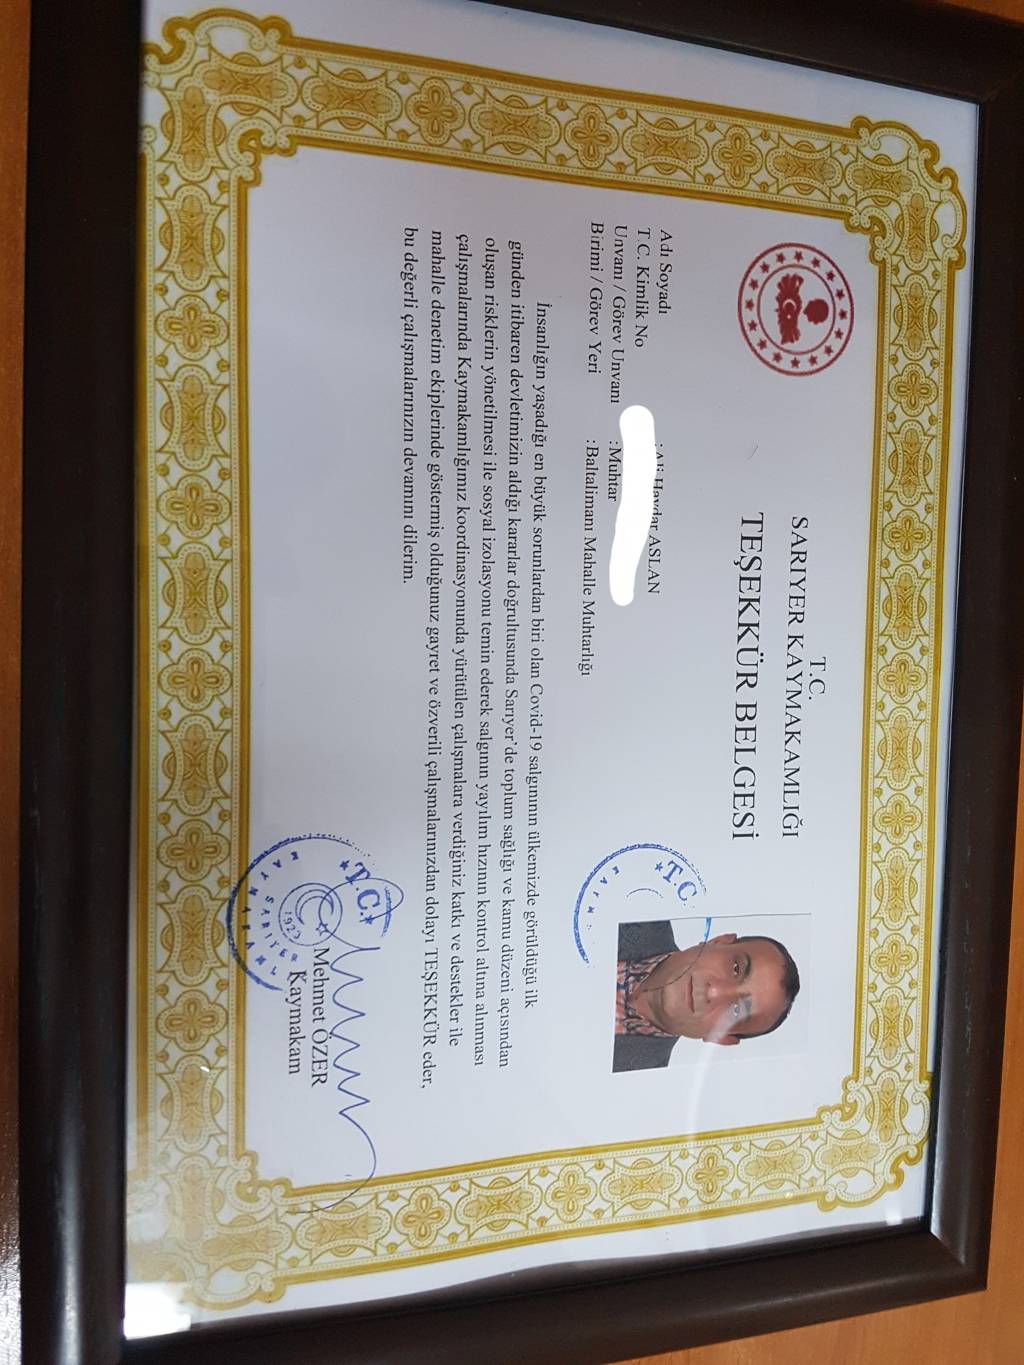 T.C.
SARIYER KAYMAKAMLIĞI
TEŞEKKÜR BELGESİ
Adı Soyadı :Ali Haydar ASLAN
T.C. Kimlik No
Unvanı / Görev Unvanı :Muhtar
Birimi / Görev Yeri :Baltalimanı Mahalle Muhtarlığı
İnsanlığın yaşadığı en büyük sorunlardan biri olan Covid-19 salgınının ülkemizde görüldüğü ilk
günden itibaren devletimizin aldığı kararlar doğrultusunda Sarıyer'de toplum sağlığı ve kamu düzeni açısından
oluşan risklerin yönetilmesi ile sosyal izolasyonu temin ederek salgının yayılım hızının kontrol altına alınması
çalışmalarında Kaymakamlığımız koordinasyonunda yürütülen çalışmalara verdiğiniz katkı ve destekler ile
mahalle denetim ekiplerinde göstermiş olduğunuz gayret ve özverili çalışmalarınızdan dolayı TEŞEKKÜR eder,
bu değerli çalışmalarınızın devamını dilerim.
T.C.
T.C.
SARIYER
1923
Mehmet ÖZER
Kaymakam